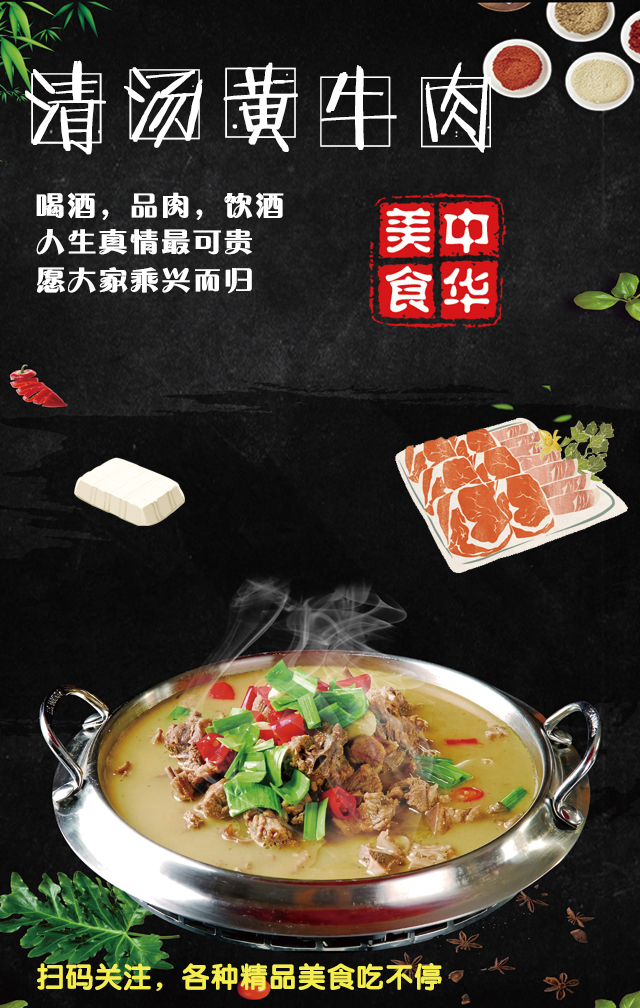 清汤黄牛肉
喝酒，品肉，饮酒
人生真情最可贵
愿大家乘兴而归
中华
美食
扫码关注，各种精品美食吃不停